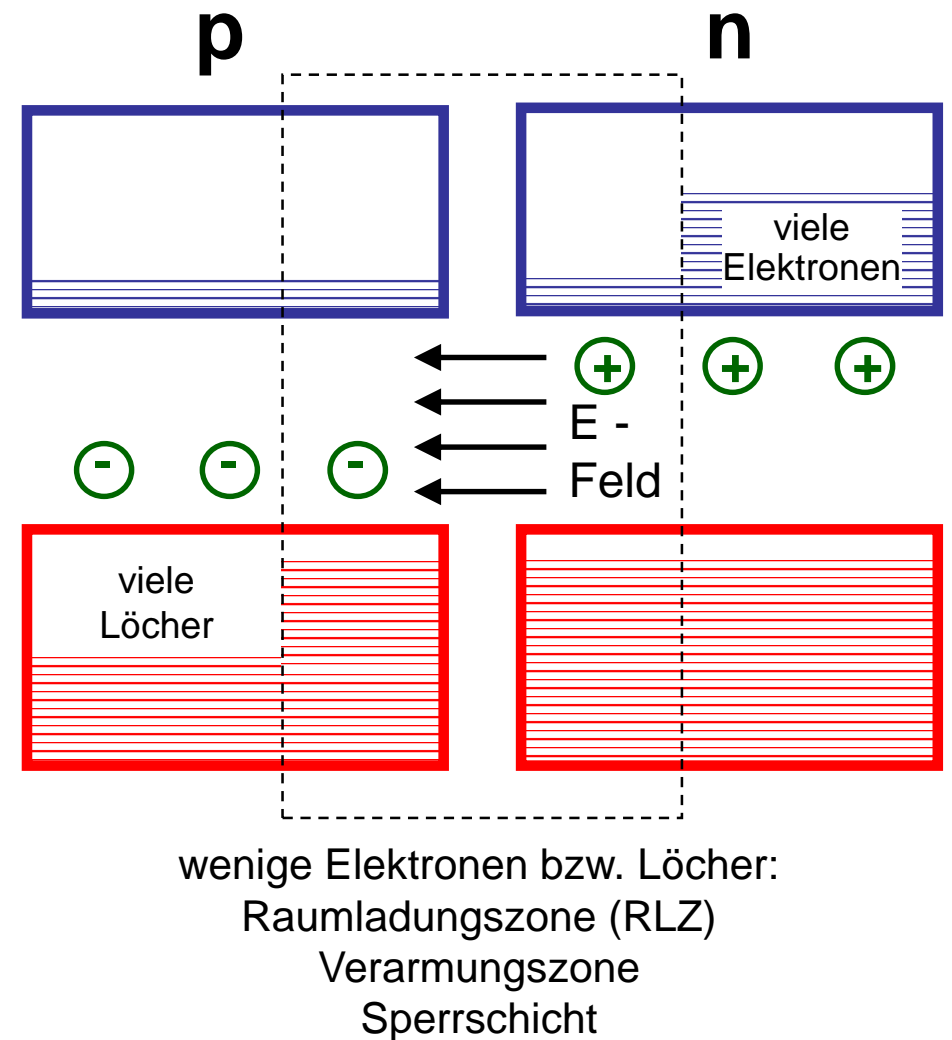 p n
viele
Elektronen
+ + +
E -
Feld
- - -
viele
Löcher
wenige Elektronen bzw. Löcher:
Raumladungszone (RLZ)
Verarmungszone
Sperrschicht